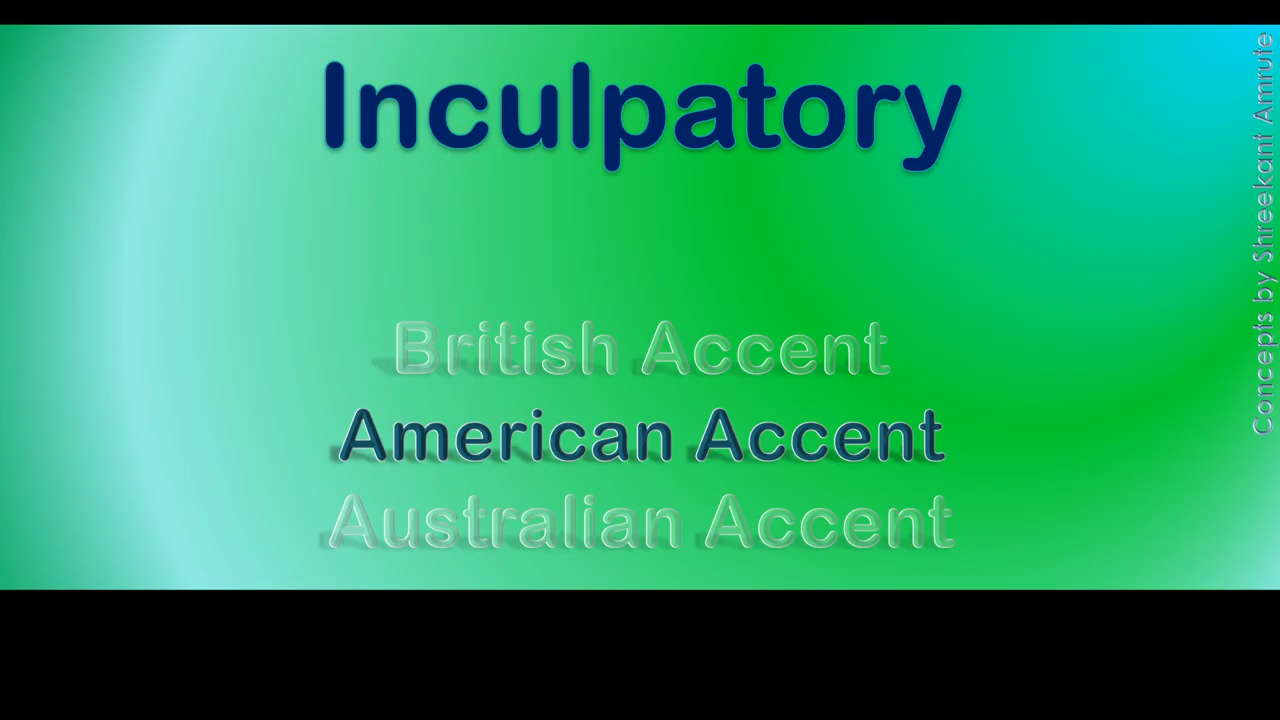 Inculpatory
British Accent
American Accent
Australian Accent
Concepts by Shreekant Amrute